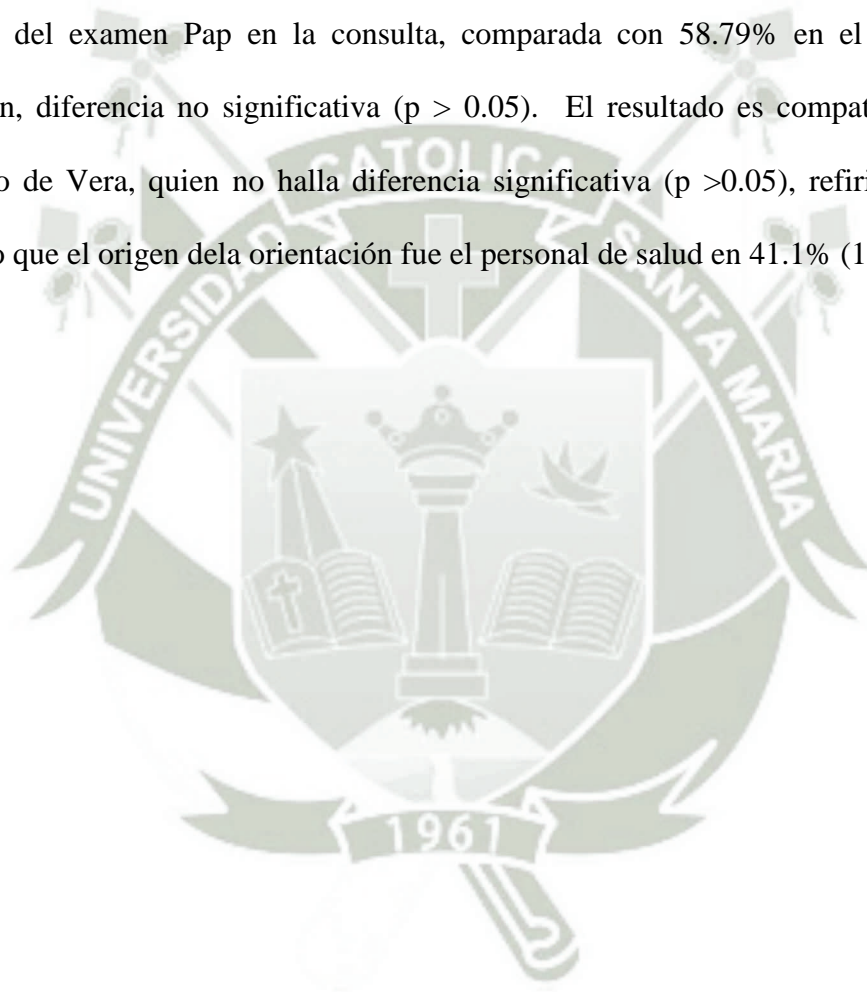 del examen Pap en la consulta, comparada con 58.79% en el
n, diferencia no significativa (p > 0.05). El resultado es compat
o de Vera, quien no halla diferencia significativa (p >0.05), refiri
o que el origen dela orientación fue el personal de salud en 41.1% (1
UNIVERSIDAD CATOLICA SANTA MARIA
1961